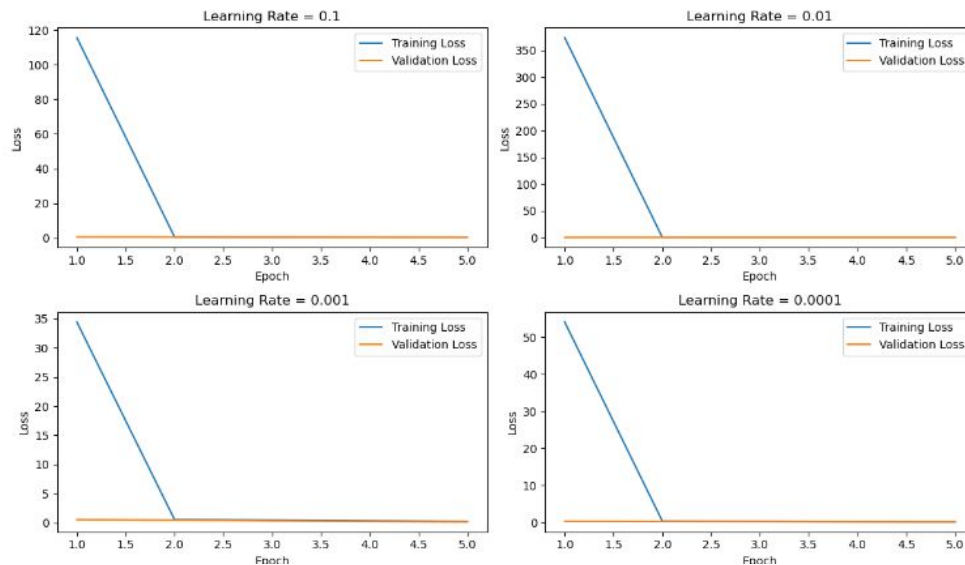 Learning Rate = 0.1
120
100
80
60
40
20
0
Loss
Training Loss
Validation Loss
1.0 1.5 2.0 2.5 3.0 3.5 4.0 4.5 5.0
Epoch
Learning Rate = 0.01
350
300
250
200
150
100
50
0
Loss
Training Loss
Validation Loss
1.0 1.5 2.0 2.5 3.0 3.5 4.0 4.5 5.0
Epoch
Learning Rate = 0.001
35
30
25
20
15
10
5
0
Loss
Training Loss
Validation Loss
1.0 1.5 2.0 2.5 3.0 3.5 4.0 4.5 5.0
Epoch
Learning Rate = 0.0001
50
40
30
20
10
0
Loss
Training Loss
Validation Loss
1.0 1.5 2.0 2.5 3.0 3.5 4.0 4.5 5.0
Epoch